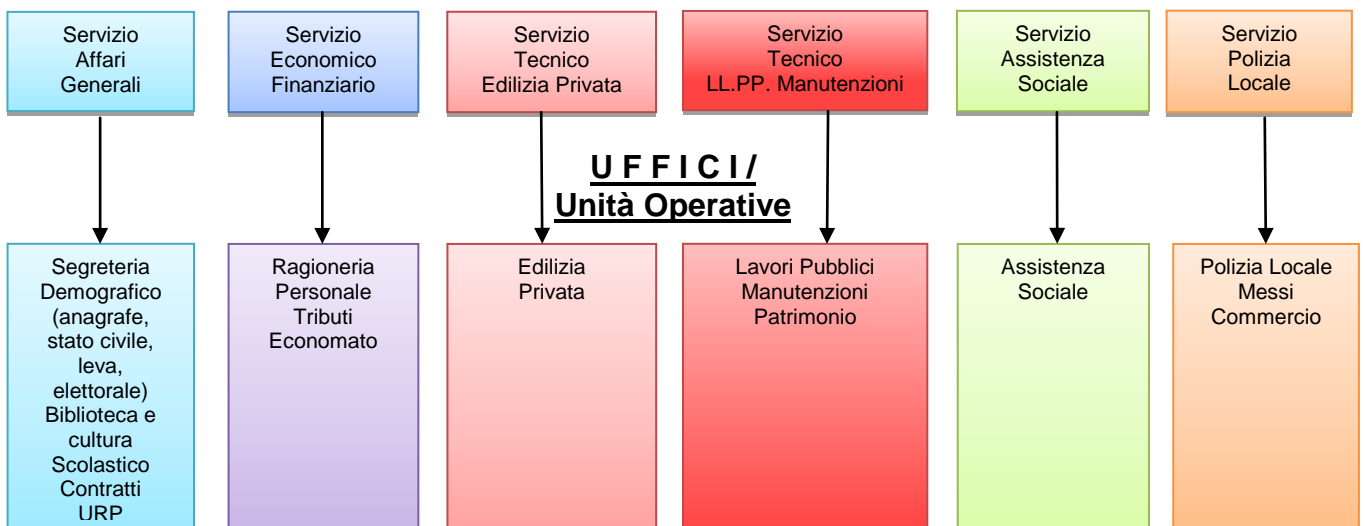 Servizio
Affari
Generali
Servizio
Economico
Finanziario
Servizio
Tecnico
Edilizia Privata
Servizio
Tecnico
LL.PP. Manutenzioni
Servizio
Assistenza
Sociale
Servizio
Polizia
Locale
U F F I C I /
Unità Operative
Segreteria
Demografico
(anagrafe,
stato civile,
leva,
elettorale)
Biblioteca e
cultura
Scolastico
Contratti
URP
Ragioneria
Personale
Tributi
Economato
Edilizia
Privata
Lavori Pubblici
Manutenzioni
Patrimonio
Assistenza
Sociale
Polizia Locale
Messi
Commercio